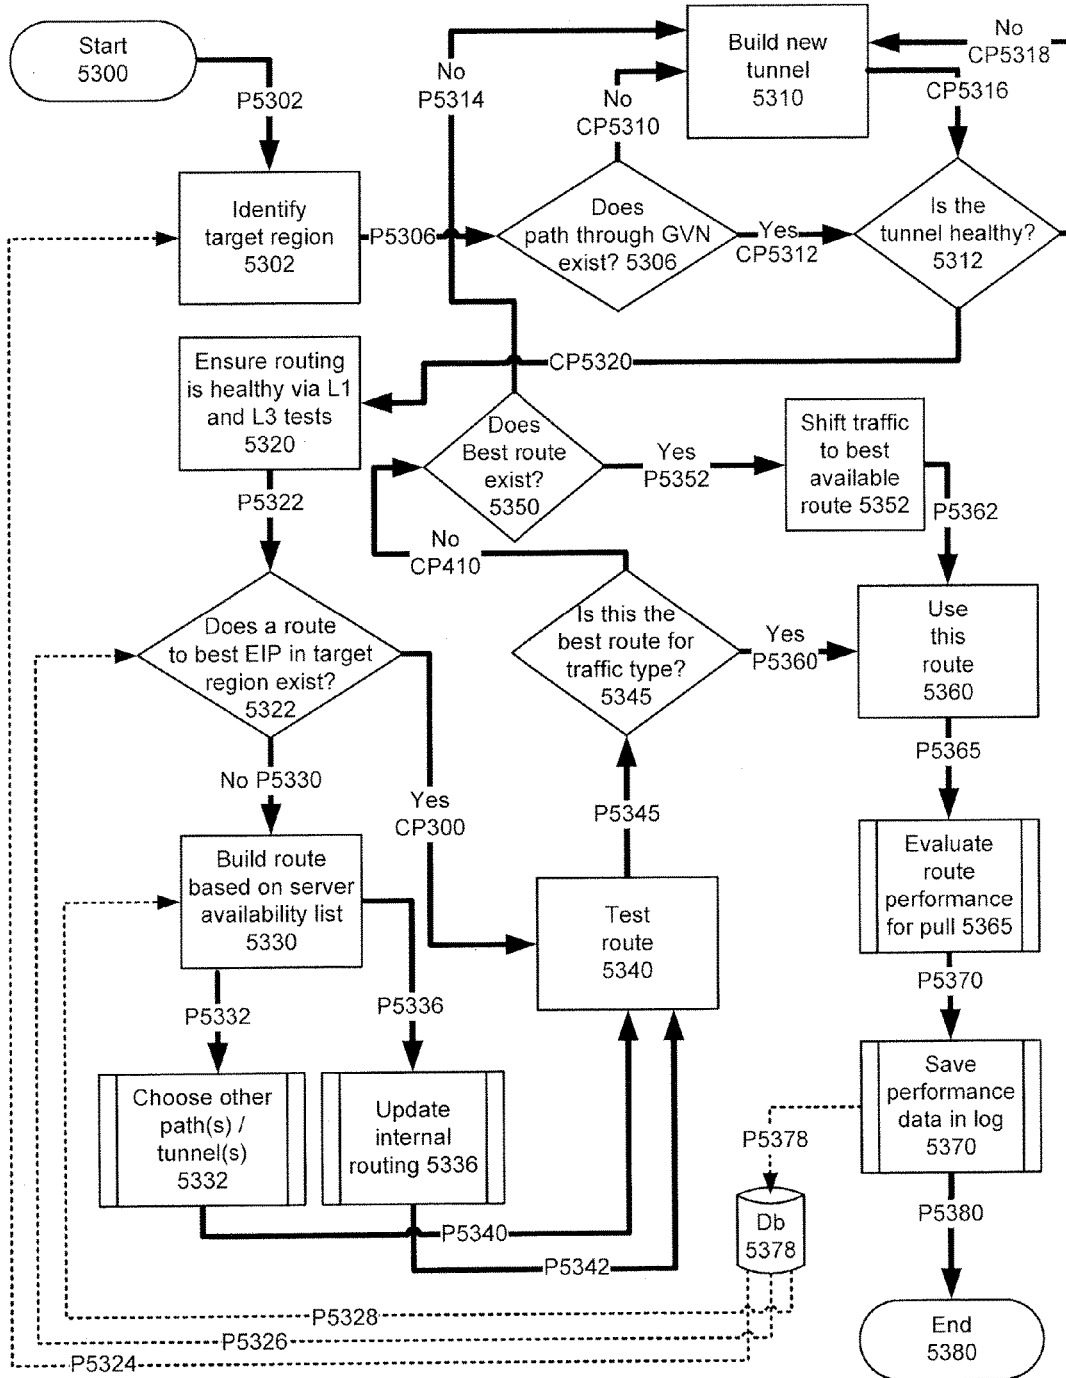 Start
5300
P5302
No
P5314
No
CP5310
Build new
tunnel
5310
No
CP5318
CP5316
Identify
target region
5302
P5306
Does
path through GVN
exist? 5306
Yes
CP5312
Is the
tunnel healthy?
5312
Ensure routing
is healthy via L1
and L3 tests
5320
CP5320
P5322
Does
Best route
exist?
5350
Yes
P5352
Shift traffic
to best
available
route 5352
P5362
No
CP410
Does a route
to best EIP in target
region exist?
5322
Is this the
best route for
traffic type?
5345
Yes
P5360
Use
this
route
5360
No P5330
Yes
CP300
P5345
P5365
Build route
based on server
availability list
5330
Test
route
5340
Evaluate
route
performance
for pull 5365
P5332
P5336
P5370
Choose other
path(s) /
tunnel(s)
5332
Update
internal
routing 5336
Save
performance
data in log
5370
P5378
P5340
P5342
Db
5378
P5380
P5328
P5326
P5324
End
5380